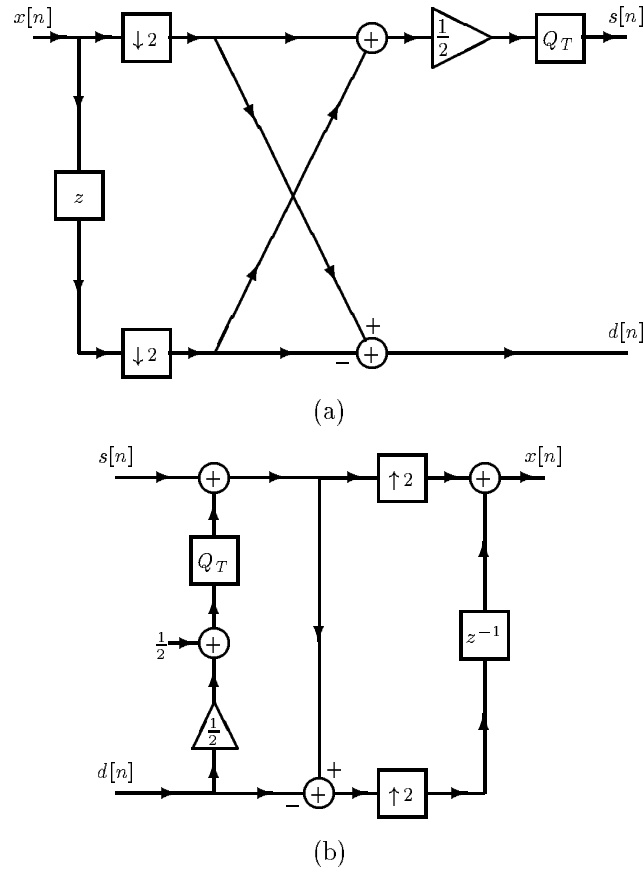 x[n] ↓2 + 1/2 Q_T s[n]
z
+
↓2 − + d[n]
(a)
s[n] + ↑2 + x[n]
Q_T
1/2 + z^{-1}
1/2
+
d[n] − + ↑2
(b)